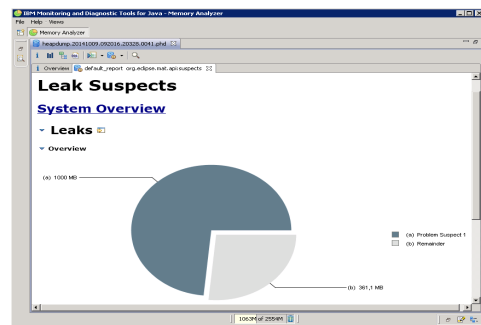 IBM Monitoring and Diagnostic Tools for Java - Memory Analyzer
File Help Views
Memory Analyzer
heapdump.20141009.092016.20328.0041.phd
i Overview default_report org.eclipse.mat.api:suspects
Leak Suspects
System Overview
Leaks
Overview
(a) 1000 MB
(a) Problem Suspect 1
(b) Remainder
(b) 361,1 MB
1063M of 2554M